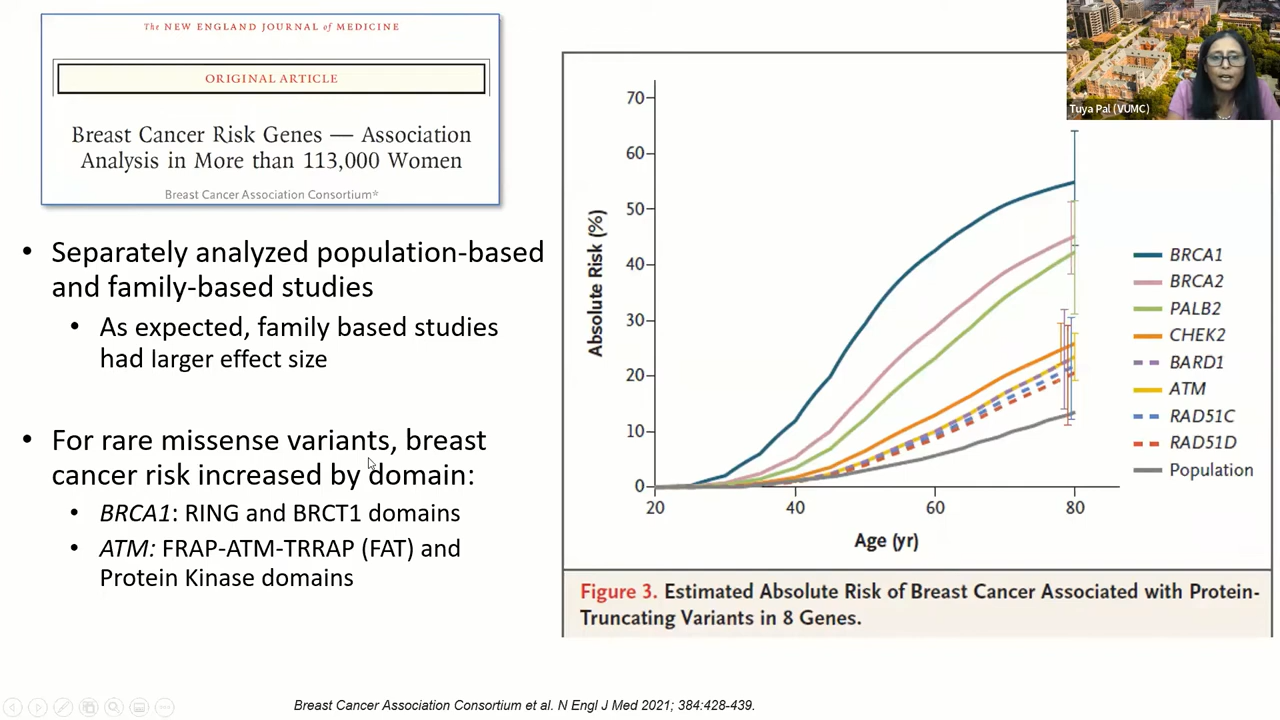 The NEW ENGLAND JOURNAL of MEDICINE
ORIGINAL ARTICLE
Breast Cancer Risk Genes — Association
Analysis in More than 113,000 Women
Breast Cancer Association Consortium*
• Separately analyzed population-based
and family-based studies
• As expected, family based studies
had larger effect size
• For rare missense variants, breast
cancer risk increased by domain:
• BRCA1: RING and BRCT1 domains
• ATM: FRAP-ATM-TRRAP (FAT) and
Protein Kinase domains
Absolute Risk (%)
70
60
50
40
30
20
10
0
20
40
60
80
Age (yr)
BRCA1
BRCA2
PALB2
CHEK2
BARD1
ATM
RAD51C
RAD51D
Population
Figure 3. Estimated Absolute Risk of Breast Cancer Associated with Protein-
Truncating Variants in 8 Genes.
Tuya Pal (VUMC)
Breast Cancer Association Consortium et al. N Engl J Med 2021; 384:428-439.